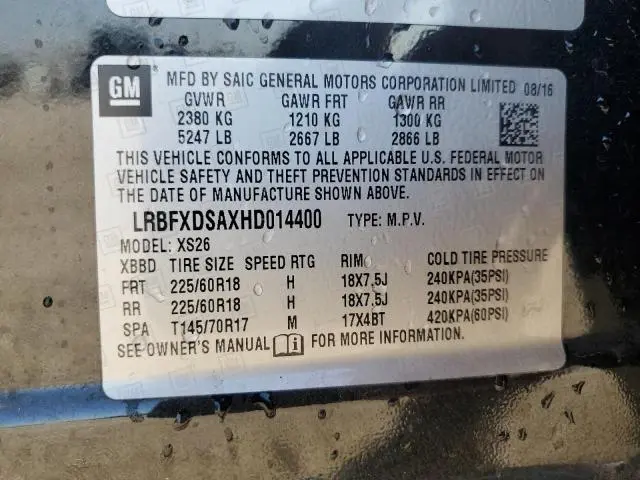 GM
MFD BY SAIC GENERAL MOTORS CORPORATION LIMITED 08/16
GVWR GAWR FRT GAWR RR
2380 KG 1210 KG 1300 KG
5247 LB 2667 LB 2866 LB
THIS VEHICLE CONFORMS TO ALL APPLICABLE U.S. FEDERAL MOTOR
VEHICLE SAFETY AND THEFT PREVENTION STANDARDS IN EFFECT ON
THE DATE OF MANUFACTURE SHOWN ABOVE.
LRBFXDSAXHD014400 TYPE: M.P.V.
MODEL: XS26
XBBD TIRE SIZE SPEED RTG RIM COLD TIRE PRESSURE
FRT 225/60R18 H 18X7.5J 240KPA(35PSI)
RR 225/60R18 H 18X7.5J 240KPA(35PSI)
SPA T145/70R17 M 17X4BT 420KPA(60PSI)
SEE OWNER'S MANUAL FOR MORE INFORMATION.